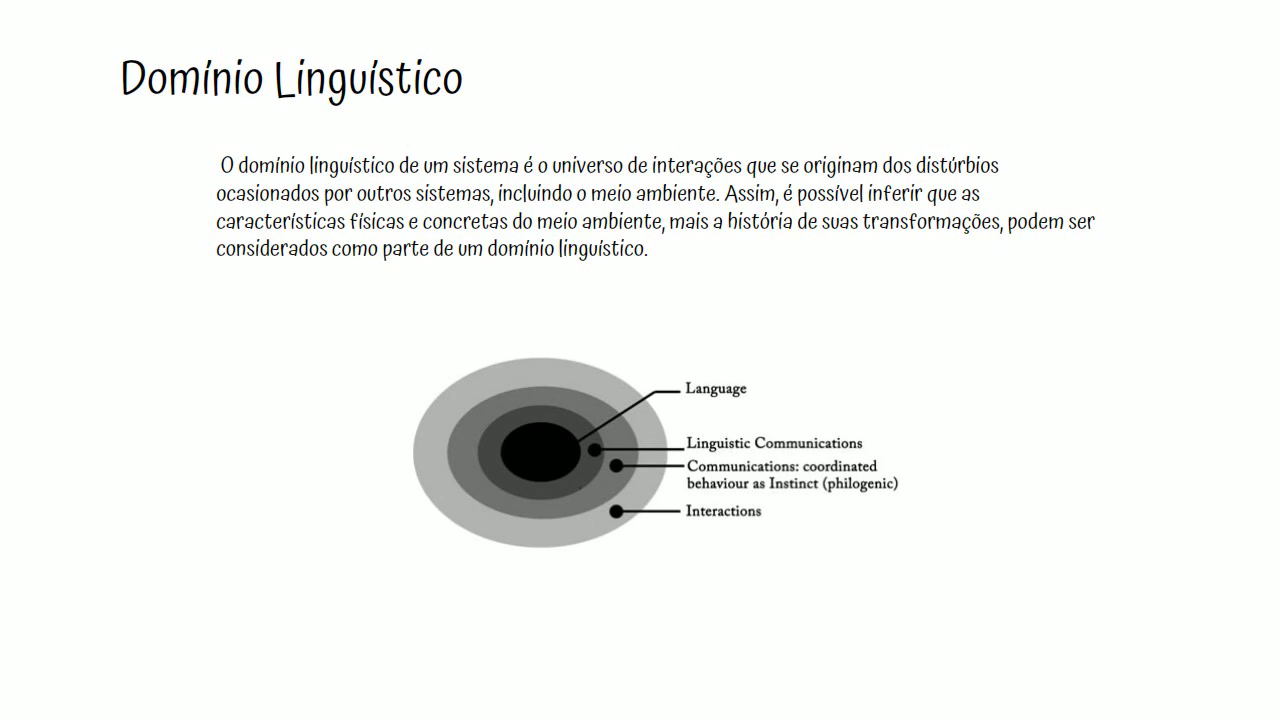 Domínio Linguístico
O domínio linguístico de um sistema é o universo de interações que se originam dos distúrbios
ocasionados por outros sistemas, incluindo o meio ambiente. Assim, é possível inferir que as
características físicas e concretas do meio ambiente, mais a história de suas transformações, podem ser
considerados como parte de um domínio linguístico.
Language
Linguistic Communications
Communications: coordinated
behaviour as Instinct (philogenic)
Interactions